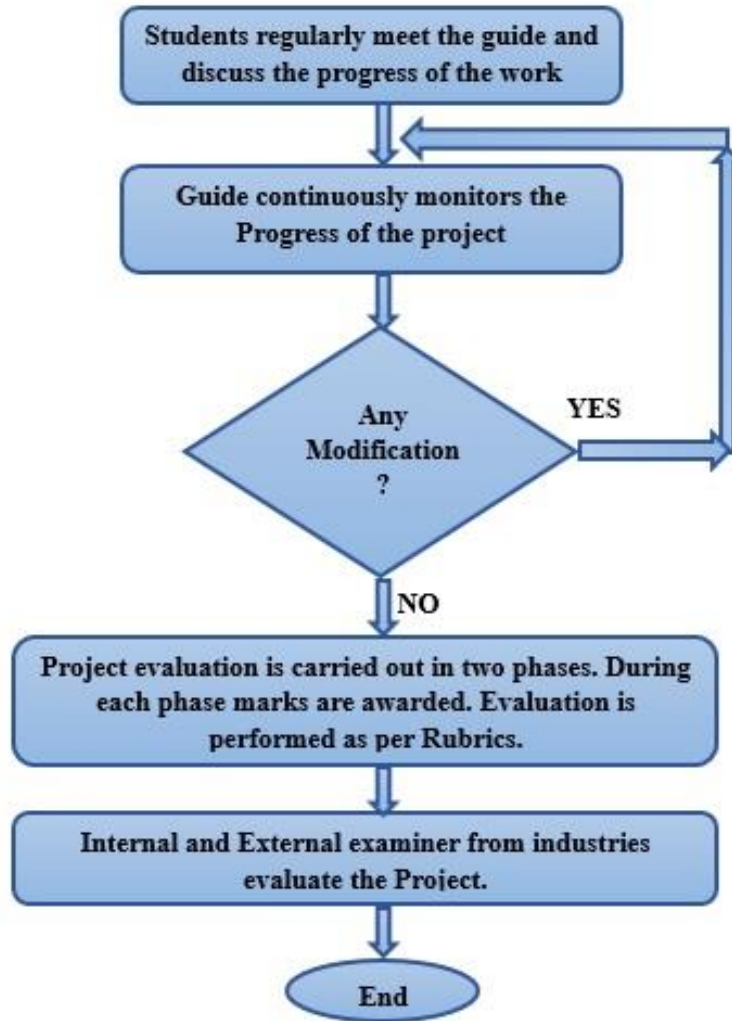 Students regularly meet the guide and
discuss the progress of the work
Guide continuously monitors the
Progress of the project
Any
Modification
?
YES
NO
Project evaluation is carried out in two phases. During
each phase marks are awarded. Evaluation is
performed as per Rubrics.
Internal and External examiner from industries
evaluate the Project.
End